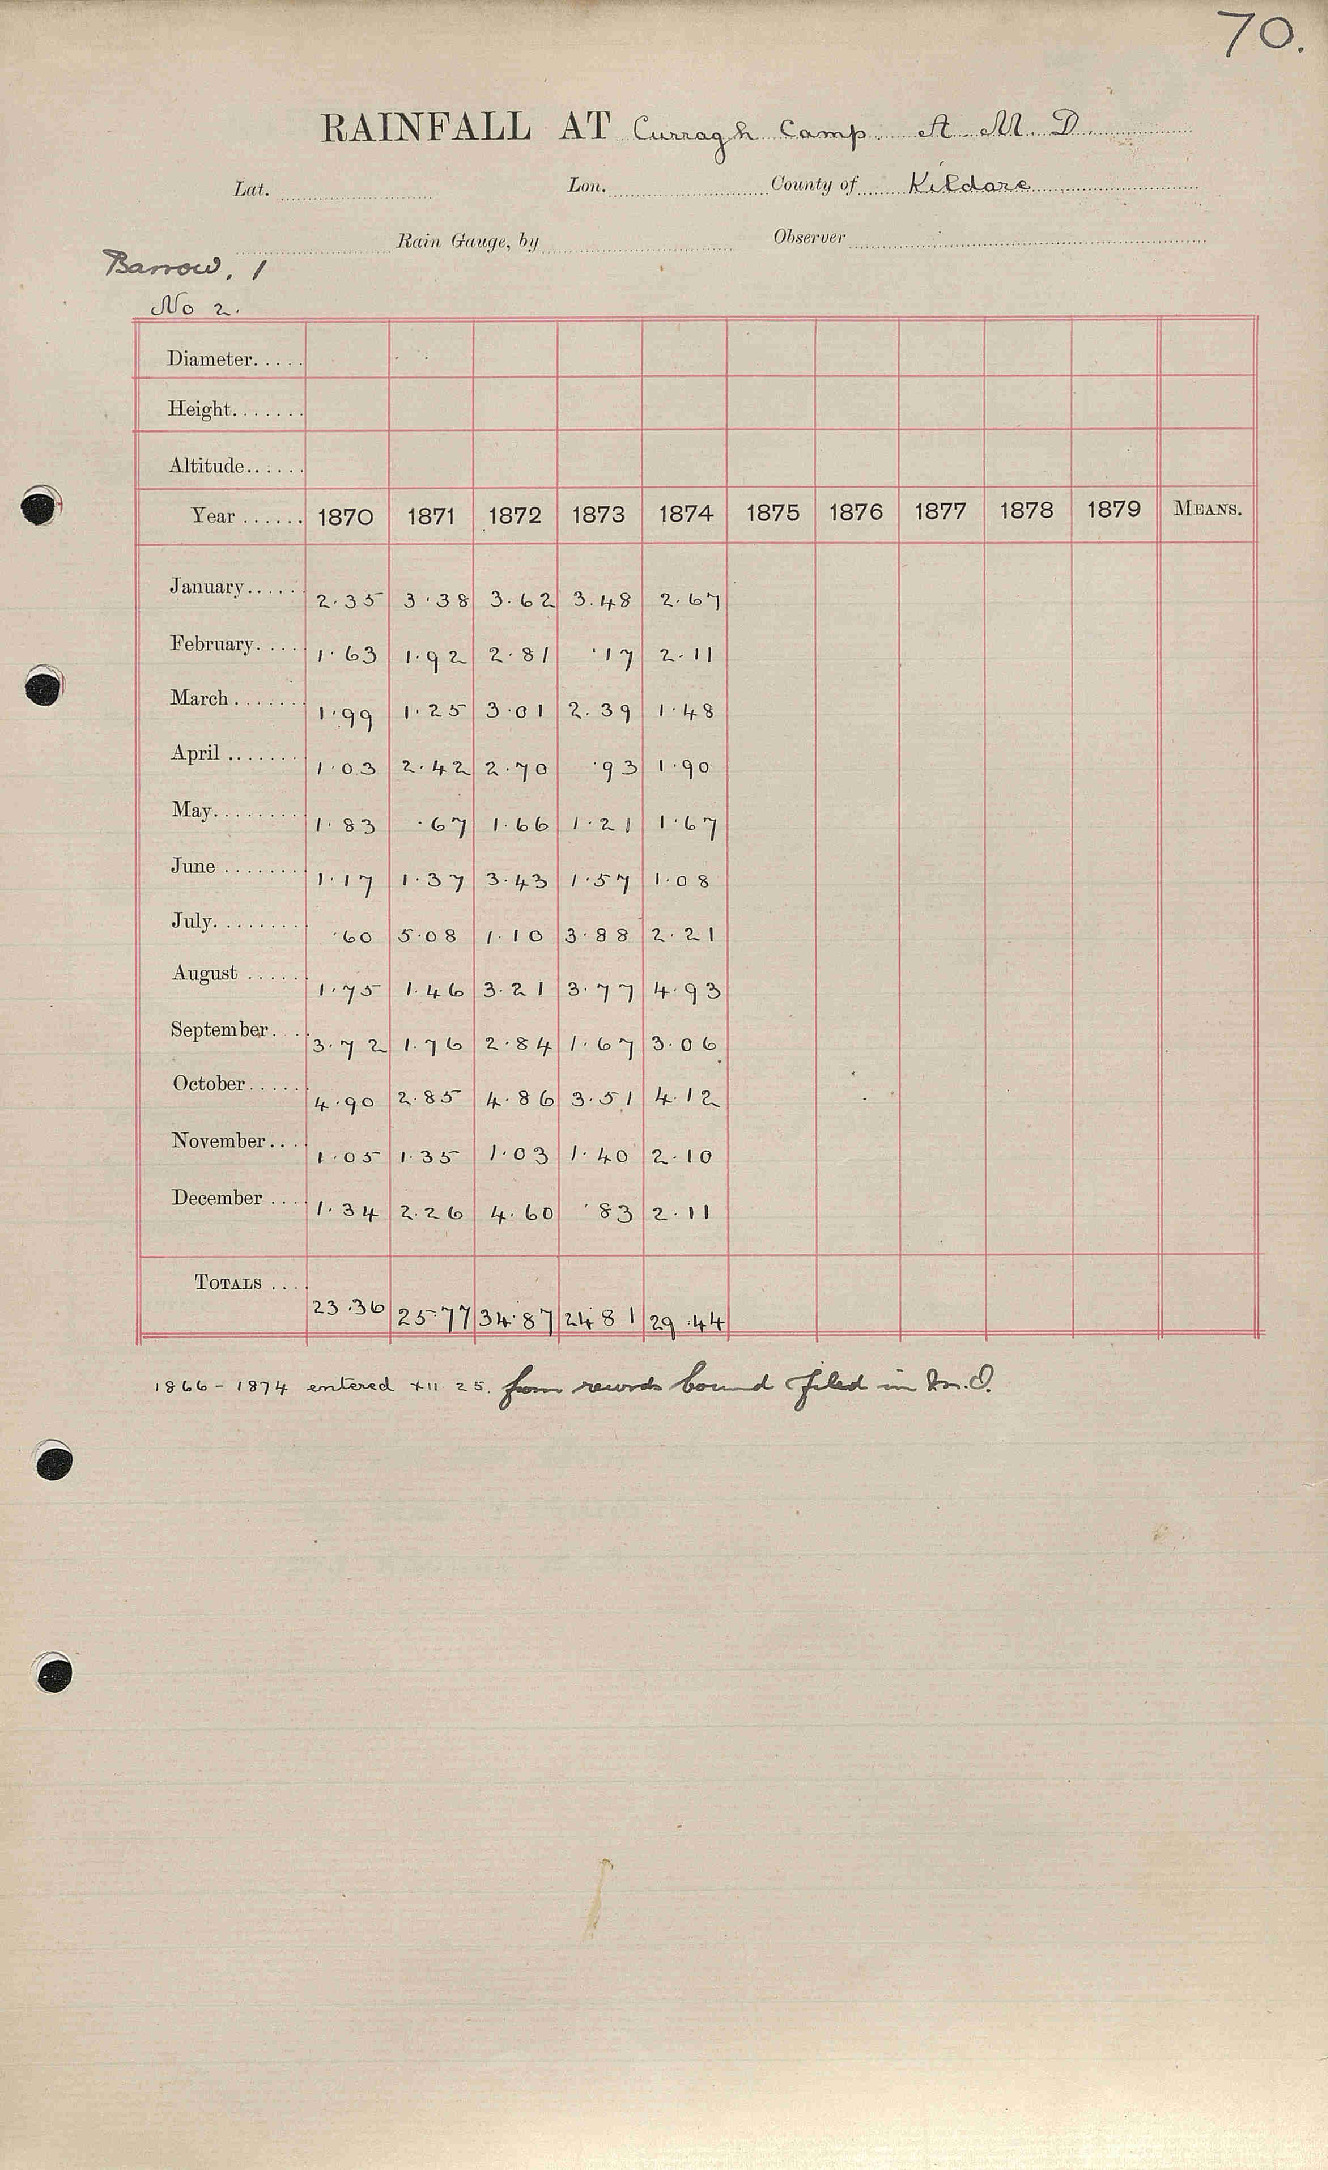 70.
RAINFALL AT Curragh Camp. A. M. D.
Lat. Lon. County of Kildare
Rain Gauge, by Observer
Barrow, 1
No 2.
Diameter.....
Height.......
Altitude......
Year ...... 1870 1871 1872 1873 1874 1875 1876 1877 1878 1879 MEANS.
January..... 2.35 3.38 3.62 3.48 2.67
February..... 1.63 1.92 2.81 .17 2.11
March....... 1.99 1.25 3.01 2.39 1.48
April ....... 1.03 2.42 2.70 .93 1.90
May......... 1.83 .67 1.66 1.21 1.67
June ........ 1.17 1.37 3.43 1.57 1.08
July......... .60 5.08 1.10 3.88 2.21
August ...... 1.75 1.46 3.21 3.77 4.93
September.... 3.72 1.76 2.84 1.67 3.06
October...... 4.90 2.85 4.86 3.51 4.12
November.... 1.05 1.35 1.03 1.40 2.10
December .... 1.34 2.26 4.60 .83 2.11
TOTALS .... 23.36 25.77 34.87 24.81 29.44
1866-1874 entered XII 25. from records bound & filed in M.O.